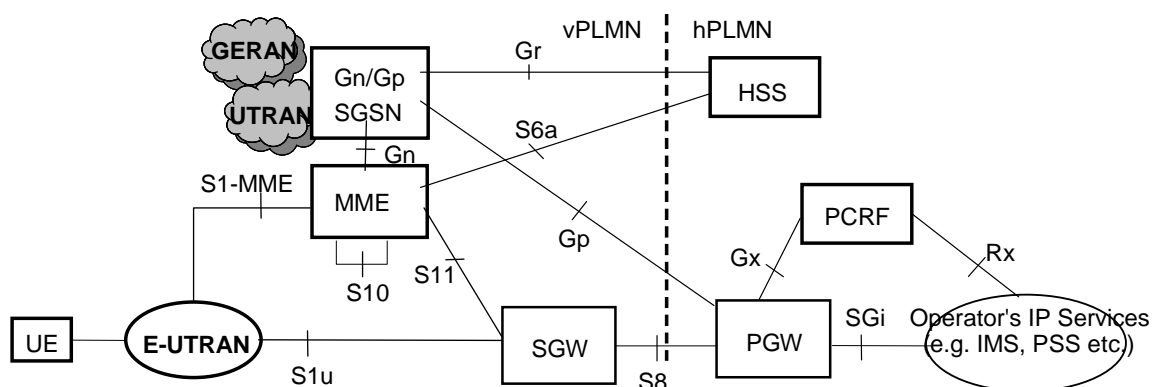 vPLMN
hPLMN
GERAN
Gr
Gn/Gp
SGSN
HSS
UTRAN
S6a
Gn
S1-MME
MME
PCRF
Gp
Gx
Rx
S11
S10
SGi
Operator's IP Services
(e.g. IMS, PSS etc.)
UE
E-UTRAN
SGW
PGW
S1u
S8